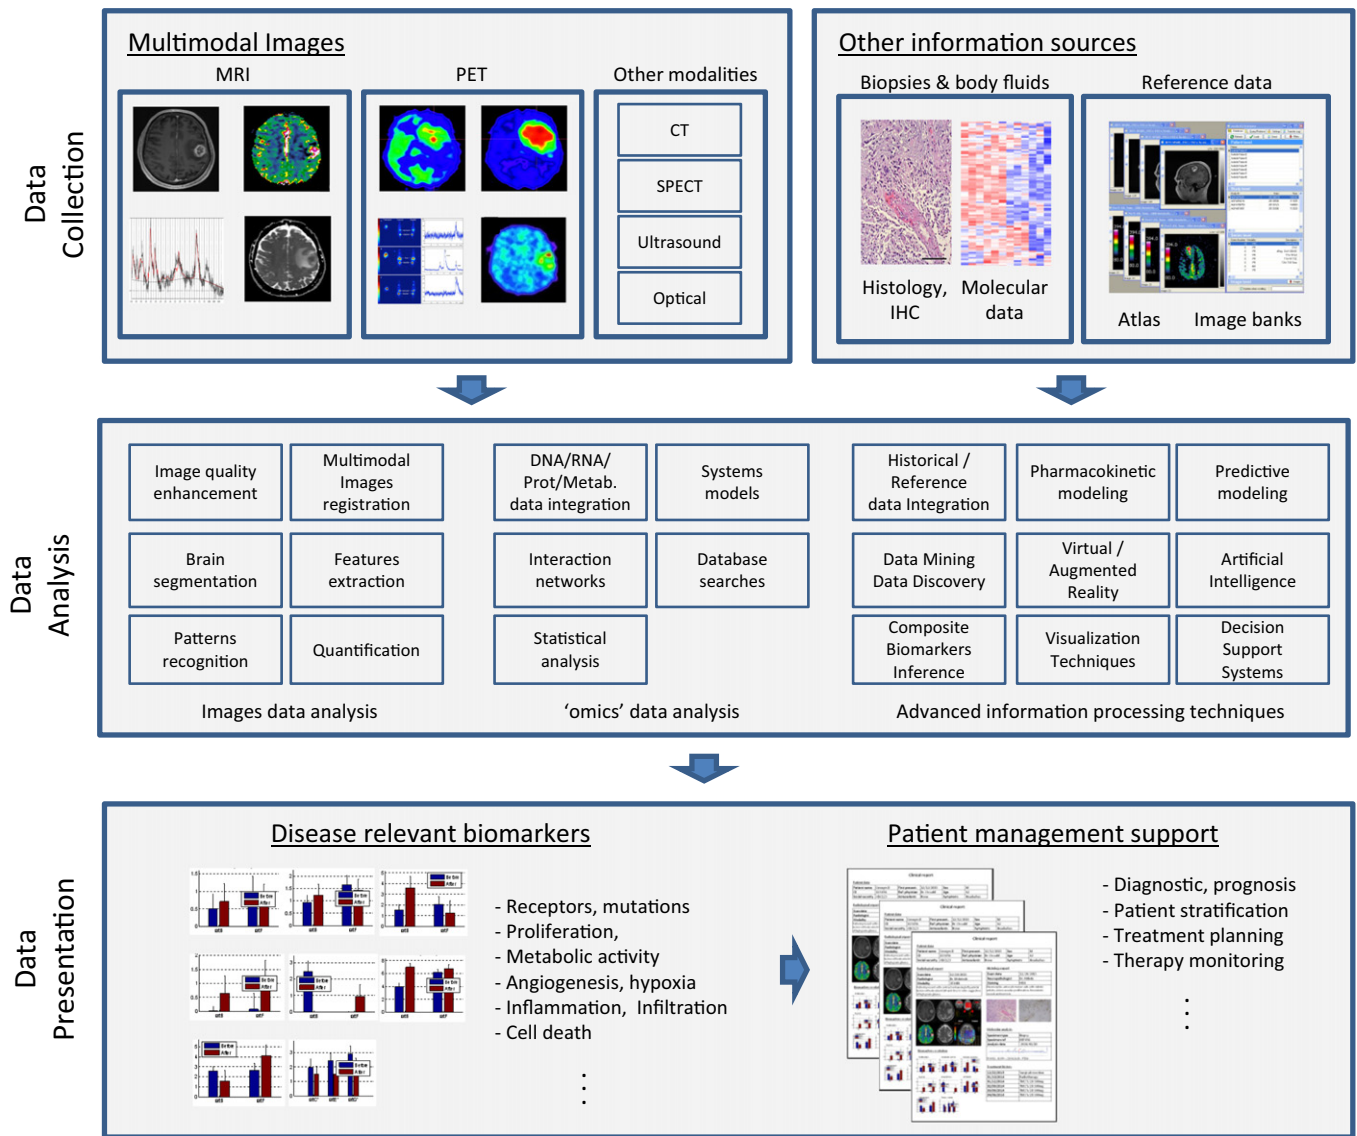 Data
Collection
Multimodal Images
MRI
PET
Other modalities
CT
SPECT
Ultrasound
Optical
Other information sources
Biopsies & body fluids
Reference data
Histology,
IHC
Molecular
data
Atlas
Image banks
Data
Analysis
Image quality
enhancement
Multimodal
Images
registration
Brain
segmentation
Features
extraction
Patterns
recognition
Quantification
Images data analysis
DNA/RNA/
Prot/Metab.
data integration
Systems
models
Interaction
networks
Database
searches
Statistical
analysis
‘omics’ data analysis
Historical /
Reference
data Integration
Pharmacokinetic
modeling
Predictive
modeling
Data Mining
Data Discovery
Virtual /
Augmented
Reality
Artificial
Intelligence
Composite
Biomarkers
Inference
Visualization
Techniques
Decision
Support
Systems
Advanced information processing techniques
Data
Presentation
Disease relevant biomarkers
- Receptors, mutations
- Proliferation,
- Metabolic activity
- Angiogenesis, hypoxia
- Inflammation, Infiltration
- Cell death
Patient management support
Clinical report
Clinical report
Clinical report
- Diagnostic, prognosis
- Patient stratification
- Treatment planning
- Therapy monitoring